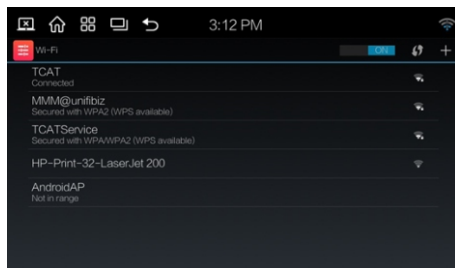 3:12 PM
Wi-Fi
ON
TCAT
Connected
MMM@unifibiz
Secured with WPA2 (WPS available)
TCATService
Secured with WPA/WPA2 (WPS available)
HP-Print-32-LaserJet 200
AndroidAP
Not in range